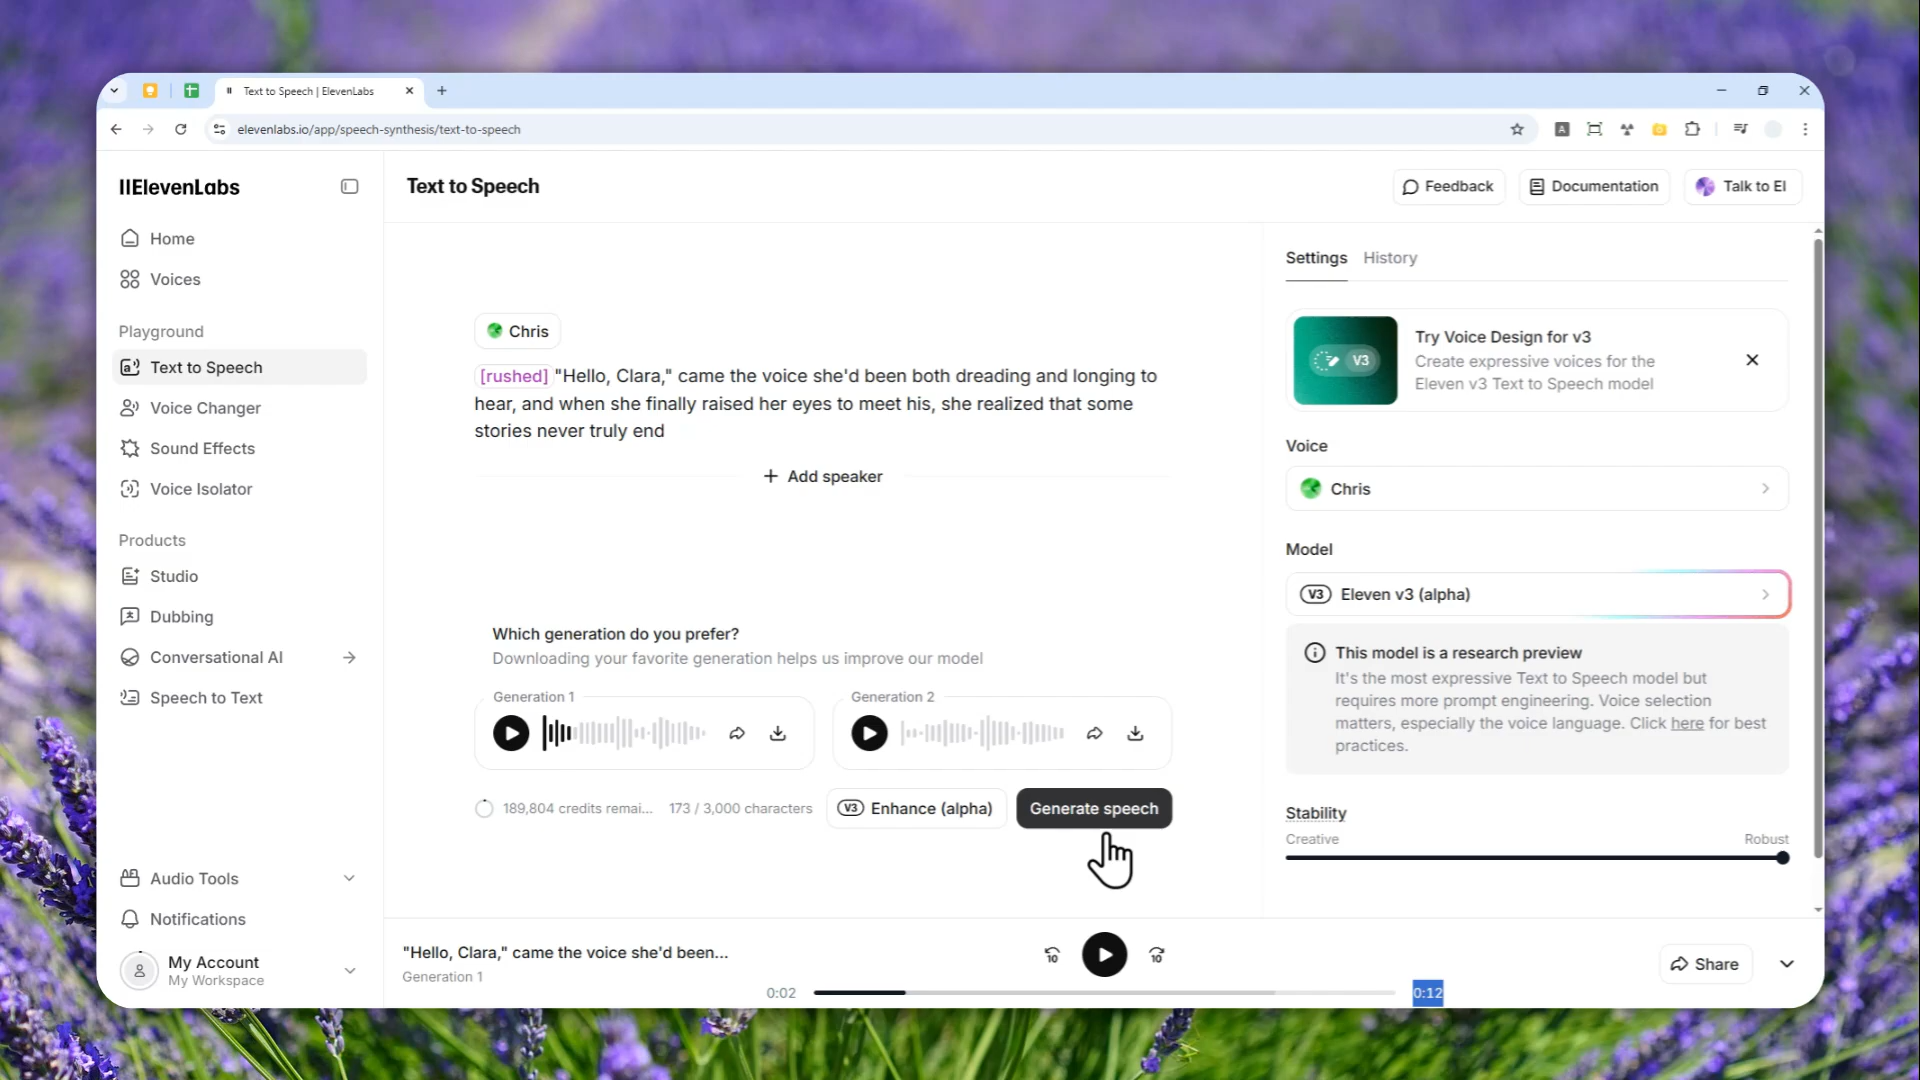 Text to Speech | ElevenLabs
elevenlabs.io/app/speech-synthesis/text-to-speech
A
IIElevenLabs
Text to Speech
Feedback
Documentation
Talk to El
Home
Voices
Playground
Text to Speech
Voice Changer
Sound Effects
Voice Isolator
Products
Studio
Dubbing
Conversational AI
Speech to Text
Audio Tools
Notifications
My Account
My Workspace
Chris
[rushed] "Hello, Clara," came the voice she'd been both dreading and longing to
hear, and when she finally raised her eyes to meet his, she realized that some
stories never truly end
Add speaker
Which generation do you prefer?
Downloading your favorite generation helps us improve our model
Generation 1
Generation 2
189,804 credits remai...
173 / 3,000 characters
V3 Enhance (alpha)
Generate speech
Settings
History
V3
Try Voice Design for v3
Create expressive voices for the
Eleven v3 Text to Speech model
Voice
Chris
Model
V3 Eleven v3 (alpha)
This model is a research preview
It's the most expressive Text to Speech model but
requires more prompt engineering. Voice selection
matters, especially the voice language. Click here for best
practices.
Stability
Creative
Robust
"Hello, Clara," came the voice she'd been...
Generation 1
10
10
0:02
0:12
Share